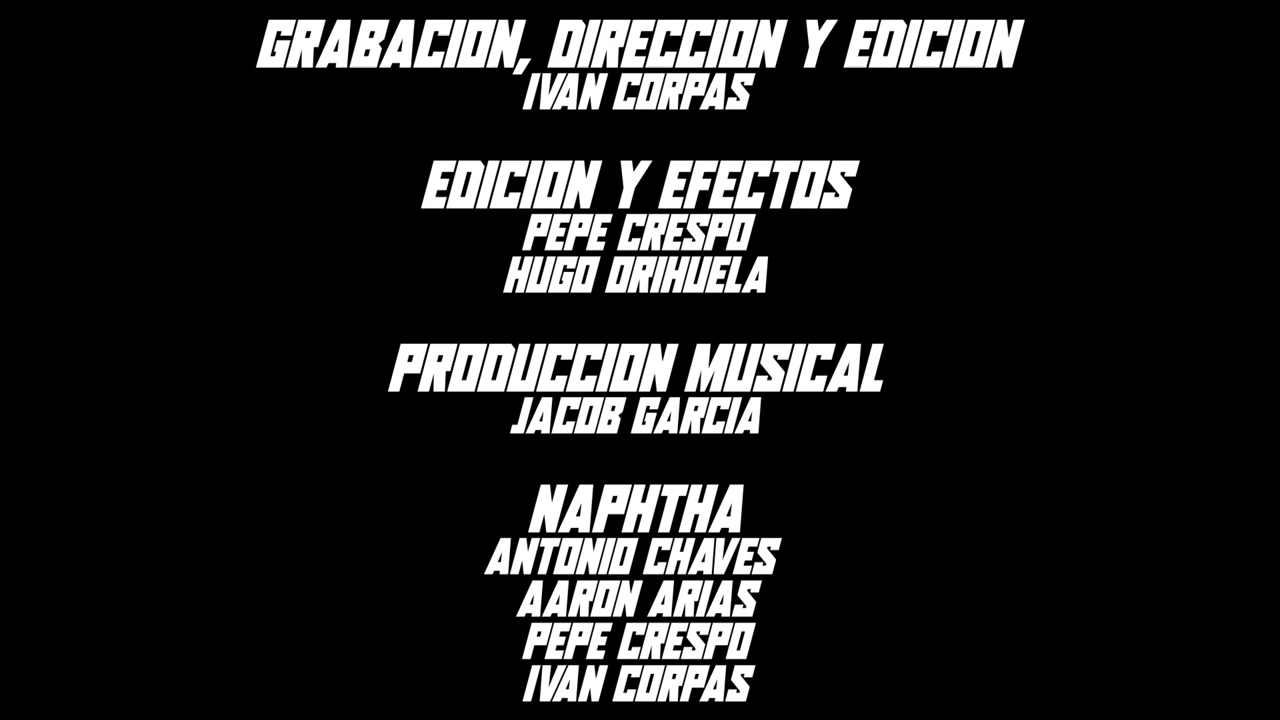 GRABACION, DIRECCION Y EDICION
IVAN CORPAS
EDICION Y EFECTOS
PEPE CRESPO
HUGO ORIHUELA
PRODUCCION MUSICAL
JACOB GARCIA
NAPHTHA
ANTONIO CHAVES
AARON ARIAS
PEPE CRESPO
IVAN CORPAS